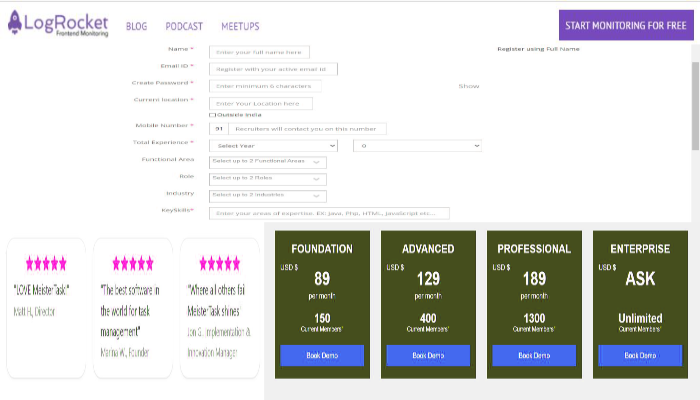 LogRocket
Frontend Monitoring
BLOG PODCAST MEETUPS
START MONITORING FOR FREE
Name *
Enter your full name here
Register using Full Name
Email ID *
Register with your active email id
Create Password *
Enter minimum 6 characters
Show
Current location *
Enter Your Location here
Outside India
Mobile Number *
91
Recruiters will contact you on this number
Total Experience *
Select Year
0
Functional Area
Select up to 2 Functional Areas
Role
Select up to 2 Roles
Industry
Select up to 2 Industries
KeySkills*
Enter your areas of expertise. EX: Java, Php, HTML, JavaScript etc...
"LOVE MeisterTask!"
Matt H., Director
"The best software in
the world for task
management"
Marina W., Founder
"Where all others fail
MeisterTask shines"
Jon G. Implementation &
Innovation Manager
FOUNDATION
USD $
89
per month
150
Current Members'
Book Demo
ADVANCED
USD $
129
per month
400
Current Members'
Book Demo
PROFESSIONAL
USD $
189
per month
1300
Current Members'
Book Demo
ENTERPRISE
USD $
ASK
Unlimited
Current Members'
Book Demo